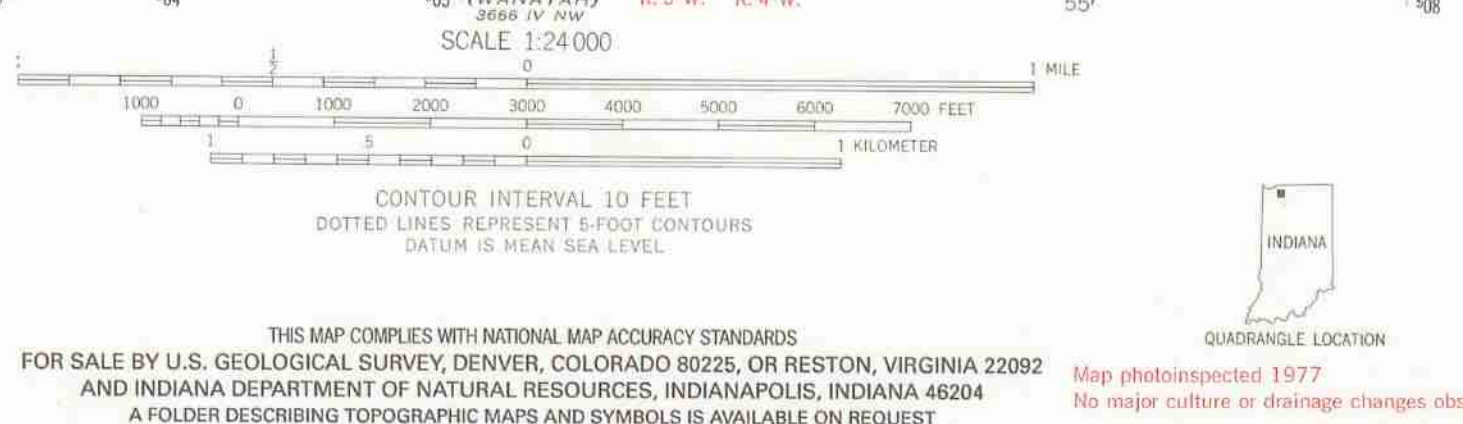 (WANATAH)
3666 IV NW
55'
508
SCALE 1:24 000
1/2 0 1 MILE
1000 0 1000 2000 3000 4000 5000 6000 7000 FEET
1 .5 0 1 KILOMETER
CONTOUR INTERVAL 10 FEET
DOTTED LINES REPRESENT 5-FOOT CONTOURS
DATUM IS MEAN SEA LEVEL
INDIANA
QUADRANGLE LOCATION
THIS MAP COMPLIES WITH NATIONAL MAP ACCURACY STANDARDS
FOR SALE BY U.S. GEOLOGICAL SURVEY, DENVER, COLORADO 80225, OR RESTON, VIRGINIA 22092
AND INDIANA DEPARTMENT OF NATURAL RESOURCES, INDIANAPOLIS, INDIANA 46204
A FOLDER DESCRIBING TOPOGRAPHIC MAPS AND SYMBOLS IS AVAILABLE ON REQUEST
Map photoinspected 1977
No major culture or drainage changes obs